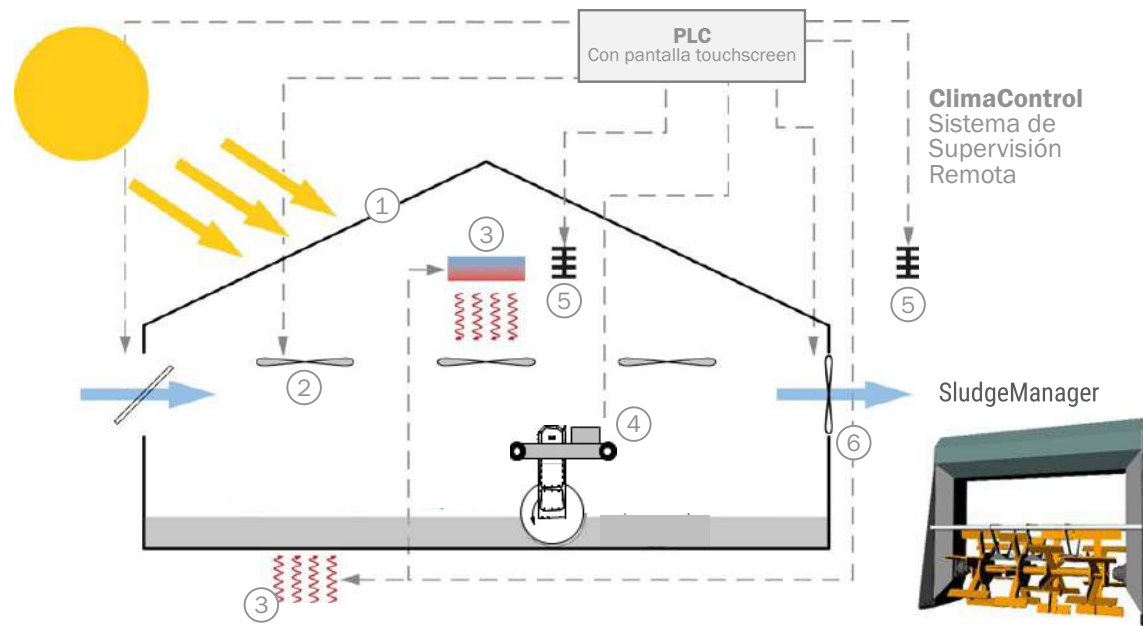 PLC
Con pantalla touchscreen
ClimaControl
Sistema de
Supervisión
Remota
1
3
5
5
2
SludgeManager
4
6
3